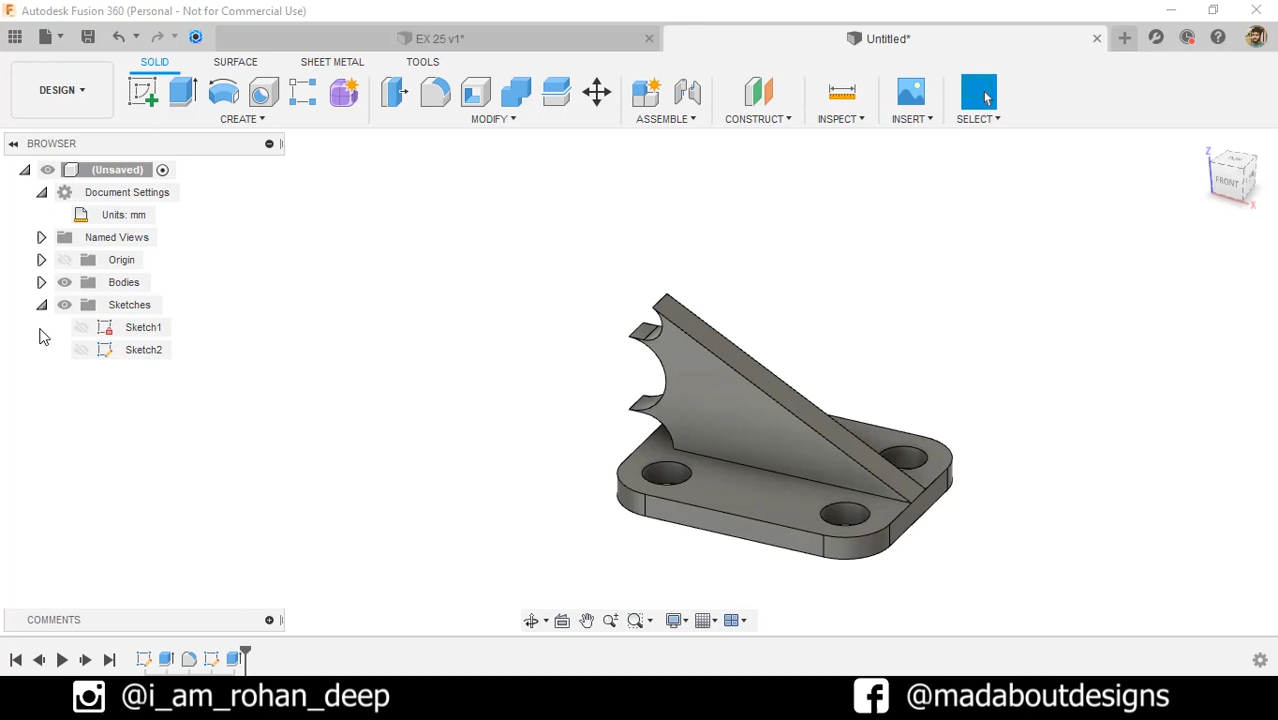 Autodesk Fusion 360 (Personal - Not for Commercial Use)
EX 25 v1*
Untitled*
DESIGN
SOLID SURFACE SHEET METAL TOOLS
CREATE MODIFY ASSEMBLE CONSTRUCT INSPECT INSERT SELECT
BROWSER
(Unsaved)
Document Settings
Units: mm
Named Views
Origin
Bodies
Sketches
Sketch1
Sketch2
Z
FRONT
X
COMMENTS
@i_am_rohan_deep
@madaboutdesigns